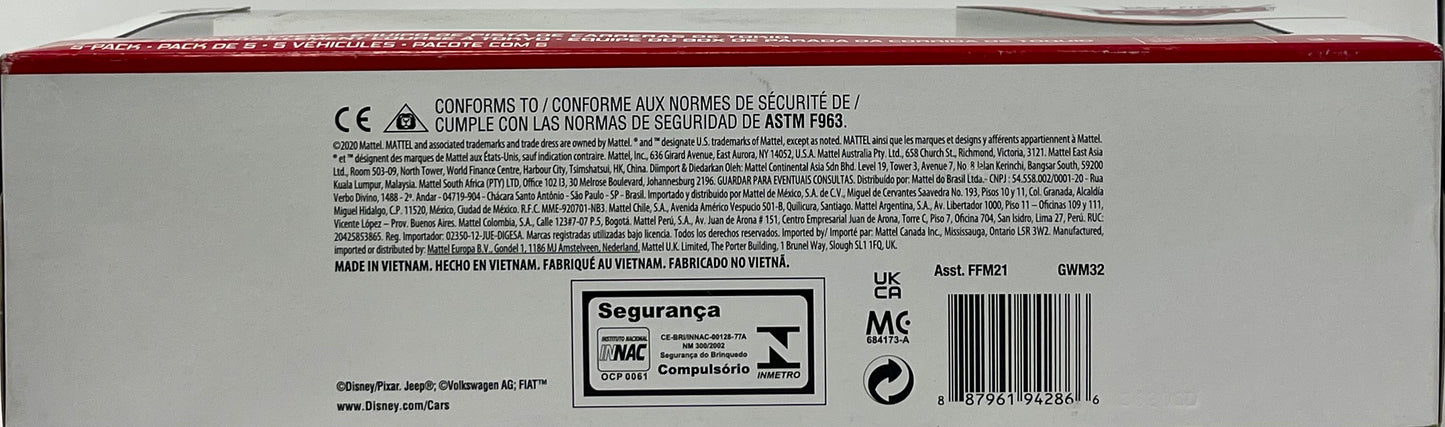 PACK • PACK DE 5 • 5 VÉHICULES • PACOTE COM
CE CONFORMS TO / CONFORME AUX NORMES DE SÉCURITÉ DE /
CUMPLE CON LAS NORMAS DE SEGURIDAD DE ASTM F963.
©2020 Mattel. MATTEL and associated trademarks and trade dress are owned by Mattel. ® and ™ designate U.S. trademarks of Mattel, except as noted. MATTEL ainsi que les marques et designs y afférents appartiennent à Mattel.
® et ™ désignent des marques de Mattel aux États-Unis, sauf indication contraire. Mattel, Inc., 636 Girard Avenue, East Aurora, NY 14052, U.S.A. Mattel Australia Pty. Ltd., 658 Church St., Richmond, Victoria, 3121. Mattel East Asia
Ltd., Room 503-09, North Tower, World Finance Centre, Harbour City, Tsimshatsui, HK, China. Diimport & Diedarkan Oleh: Mattel Continental Asia Sdn Bhd. Level 19, Tower 3, Avenue 7, No. 8 Jalan Kerinchi, Bangsar South, 59200
Kuala Lumpur, Malaysia. Mattel South Africa (PTY) LTD, Office 102 I3, 30 Melrose Boulevard, Johannesburg 2196. GUARDAR PARA EVENTUAIS CONSULTAS. Distribuído por: Mattel do Brasil Ltda.- CNPJ : 54.558.002/0001-20 - Rua
Verbo Divino, 1488 - 2º. Andar - 04719-904 - Chácara Santo Antônio - São Paulo - SP - Brasil. Importado y distribuido por Mattel de México, S.A. de C.V., Miguel de Cervantes Saavedra No. 193, Pisos 10 y 11, Col. Granada, Alcaldía
Miguel Hidalgo, C.P. 11520, México, Ciudad de México. R.F.C. MME-920701-NB3. Mattel Chile, S.A., Avenida Américo Vespucio 501-B, Quilicura, Santiago. Mattel Argentina, S.A., Av. Libertador 1000, Piso 11 – Oficinas 109 y 111,
Vicente López – Prov. Buenos Aires. Mattel Colombia, S.A., Calle 123#7-07 P.5, Bogotá. Mattel Perú, S.A., Av. Juan de Arona # 151, Centro Empresarial Juan de Arona, Torre C, Piso 7, Oficina 704, San Isidro, Lima 27, Perú. RUC:
20425853865. Reg. Importador: 02350-12-JUE-DIGESA. Marcas registradas utilizadas bajo licencia. Todos los derechos reservados. Imported by/ Importé par: Mattel Canada Inc., Mississauga, Ontario L5R 3W2. Manufactured,
imported or distributed by: Mattel Europa B.V., Gondel 1, 1186 MJ Amstelveen, Nederland, Mattel U.K. Limited, The Porter Building, 1 Brunel Way, Slough SL1 1FQ, UK.
MADE IN VIETNAM. HECHO EN VIETNAM. FABRIQUÉ AU VIETNAM. FABRICADO NO VIETNÃ.
Segurança
INSTITUTO NACIONAL
INNAC
OCP 0061
CE-BRI/INNAC-00128-77A
NM 300/2002
Segurança do Brinquedo
Compulsório
INMETRO
UK
CA
MC
684173-A
Asst. FFM21 GWM32
8 87961 94286 6
©Disney/Pixar. Jeep®; ©Volkswagen AG; FIAT™
www.Disney.com/Cars